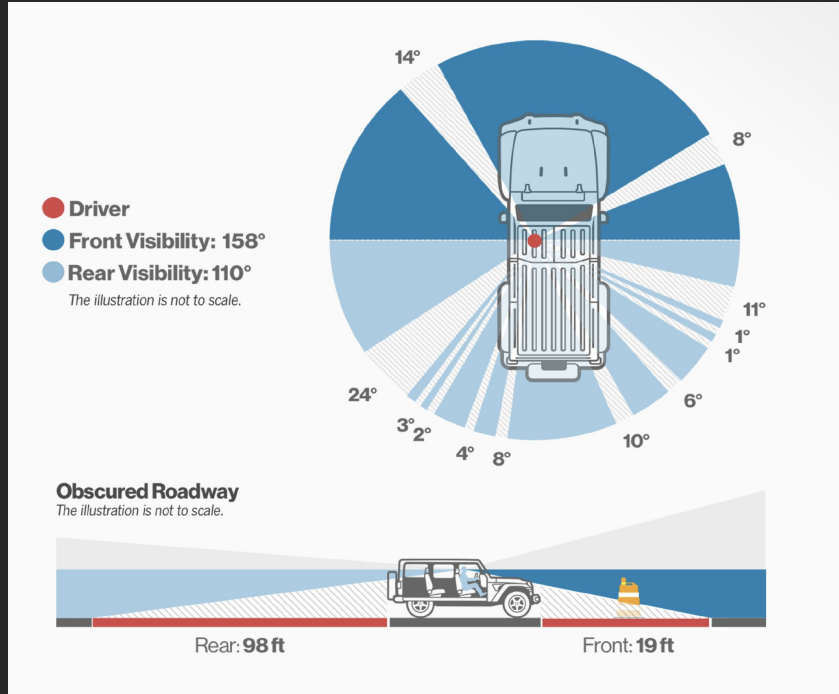 14°
8°
Driver
Front Visibility: 158°
Rear Visibility: 110°
The illustration is not to scale.
11°
1°
1°
24°
6°
3°
2°
10°
4°
8°
Obscured Roadway
The illustration is not to scale.
Rear: 98 ft
Front: 19 ft